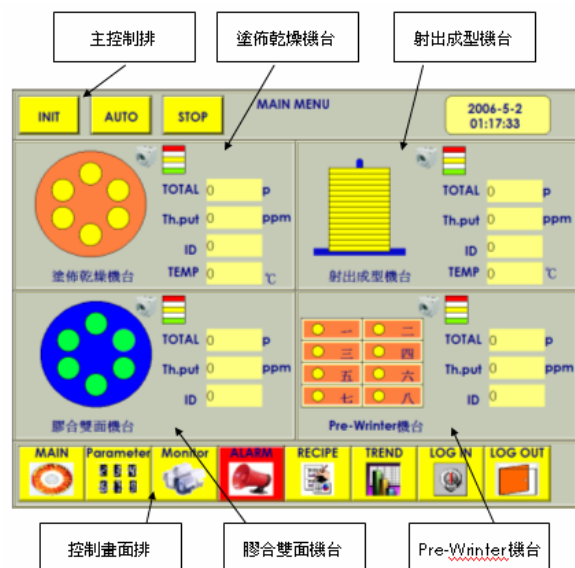 主控制排
塗佈乾燥機台
射出成型機台
INIT
AUTO
STOP
MAIN MENU
2006-5-2
01:17:33
TOTAL 0 p
Th.put 0 ppm
ID 0
TEMP 0 ℃
塗佈乾燥機台
TOTAL 0 p
Th.put 0 ppm
ID 0
TEMP 0 ℃
射出成型機台
TOTAL 0 p
Th.put 0 ppm
ID 0
膠合雙面機台
一 二
三 四
五 六
七 八
TOTAL 0 p
Th.put 0 ppm
ID 0
Pre-Wrinter機台
MAIN
Parameter
Monitor
ALARM
RECIPE
TREND
LOG IN
LOG OUT
控制畫面排
膠合雙面機台
Pre-Wrinter機台